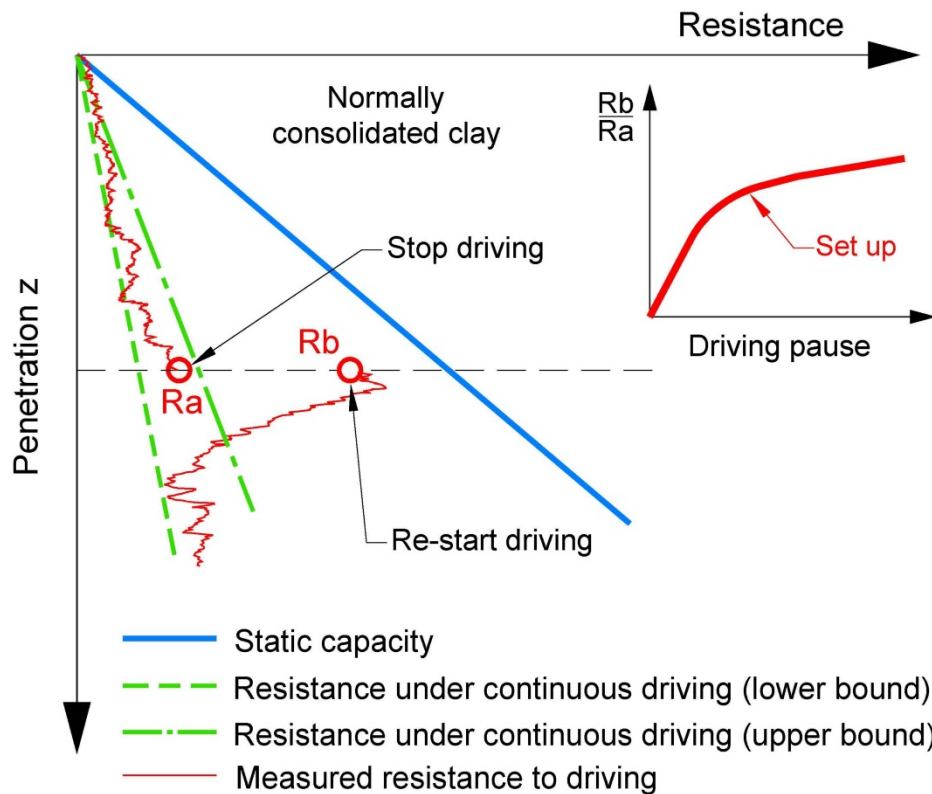 Resistance
Normally
consolidated clay
Rb
Ra
Set up
Driving pause
Stop driving
Rb
Ra
Penetration z
Re-start driving
Static capacity
Resistance under continuous driving (lower bound)
Resistance under continuous driving (upper bound)
Measured resistance to driving